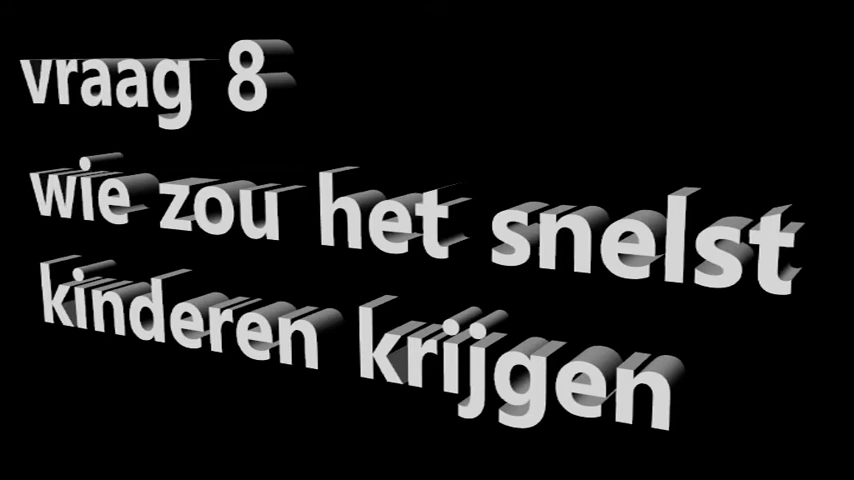 vraag 8
wie zou het snelst
kinderen krijgen